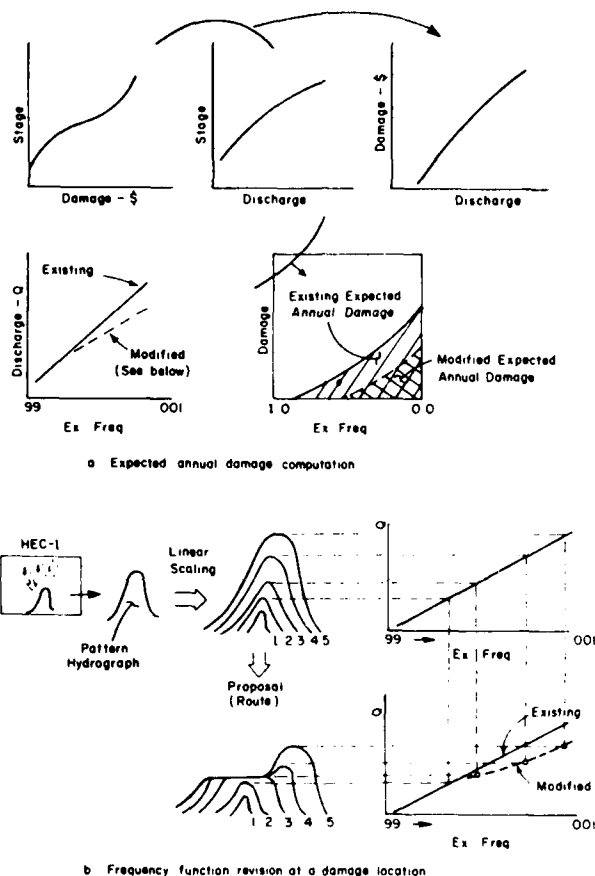 Stage
Damage - $
Stage
Discharge
Damage - $
Discharge
Discharge - Q
Existing
Modified
(See below)
99
001
Ex Freq
Damage
Existing Expected
Annual Damage
Modified Expected
Annual Damage
1 0
0 0
Ex Freq
a Expected annual damage computation
HEC-1
Pattern
Hydrograph
Linear
Scaling
1 2 3 4 5
Proposal
(Route)
Q
99
001
Ex Freq
1 2 3 4 5
Q
Existing
Modified
99
001
Ex Freq
b Frequency function revision at a damage location